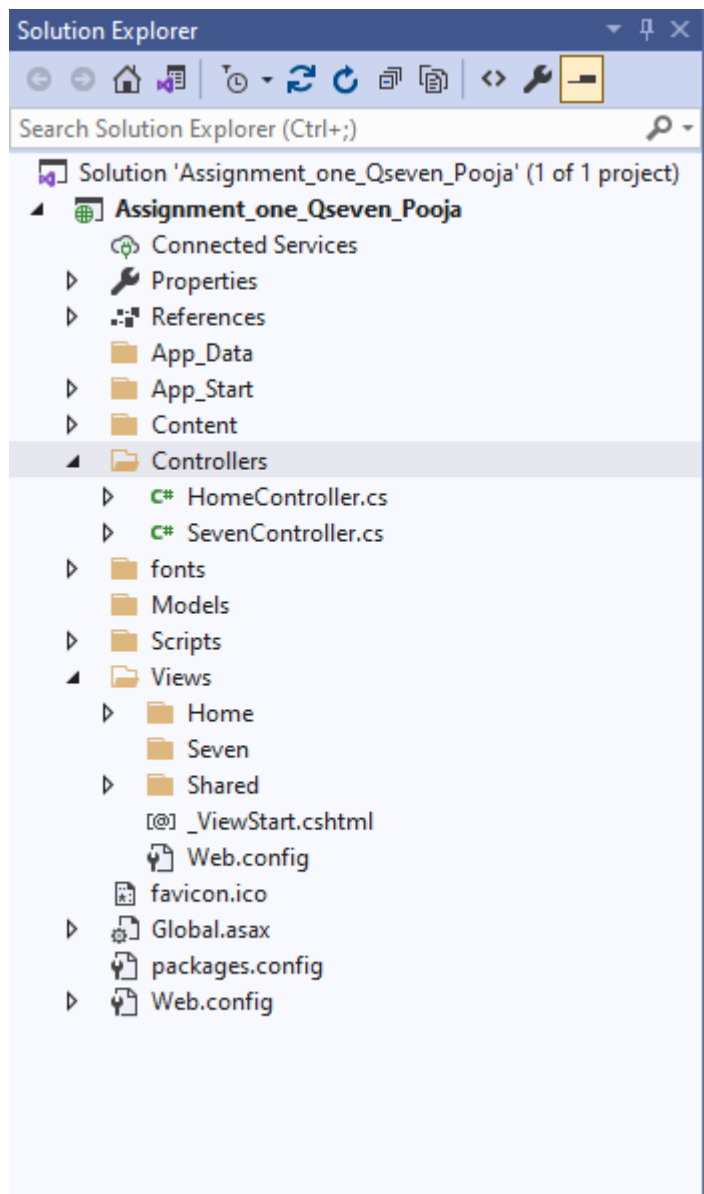 Solution Explorer
Search Solution Explorer (Ctrl+;)
Solution 'Assignment_one_Qseven_Pooja' (1 of 1 project)
Assignment_one_Qseven_Pooja
Connected Services
Properties
References
App_Data
App_Start
Content
Controllers
C# HomeController.cs
C# SevenController.cs
fonts
Models
Scripts
Views
Home
Seven
Shared
[@] _ViewStart.cshtml
Web.config
favicon.ico
Global.asax
packages.config
Web.config